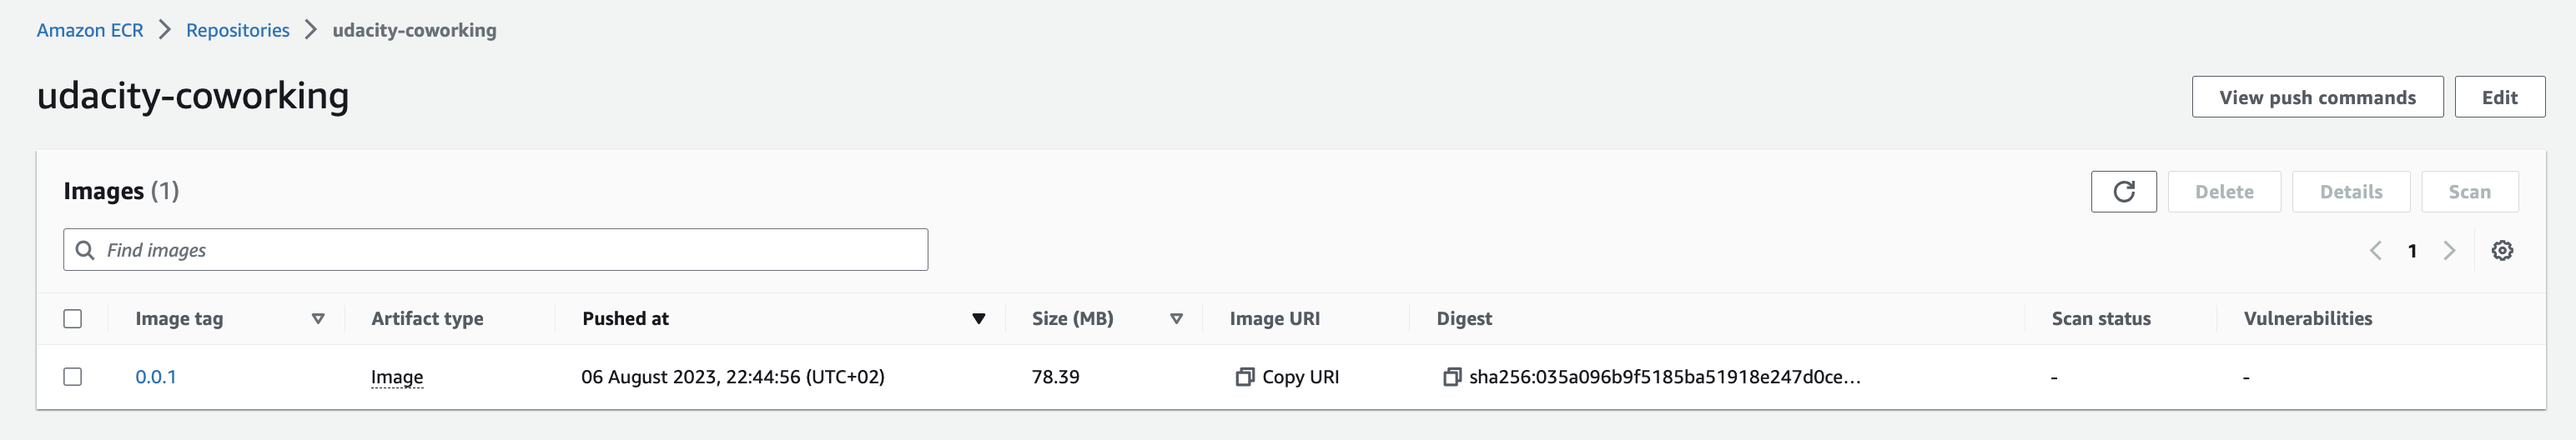 Amazon ECR > Repositories > udacity-coworking
udacity-coworking
View push commands
Edit
Images (1)
Delete
Details
Scan
Find images
1
Image tag Artifact type Pushed at Size (MB) Image URI Digest Scan status Vulnerabilities
0.0.1 Image 06 August 2023, 22:44:56 (UTC+02) 78.39 Copy URI sha256:035a096b9f5185ba51918e247d0ce... - -